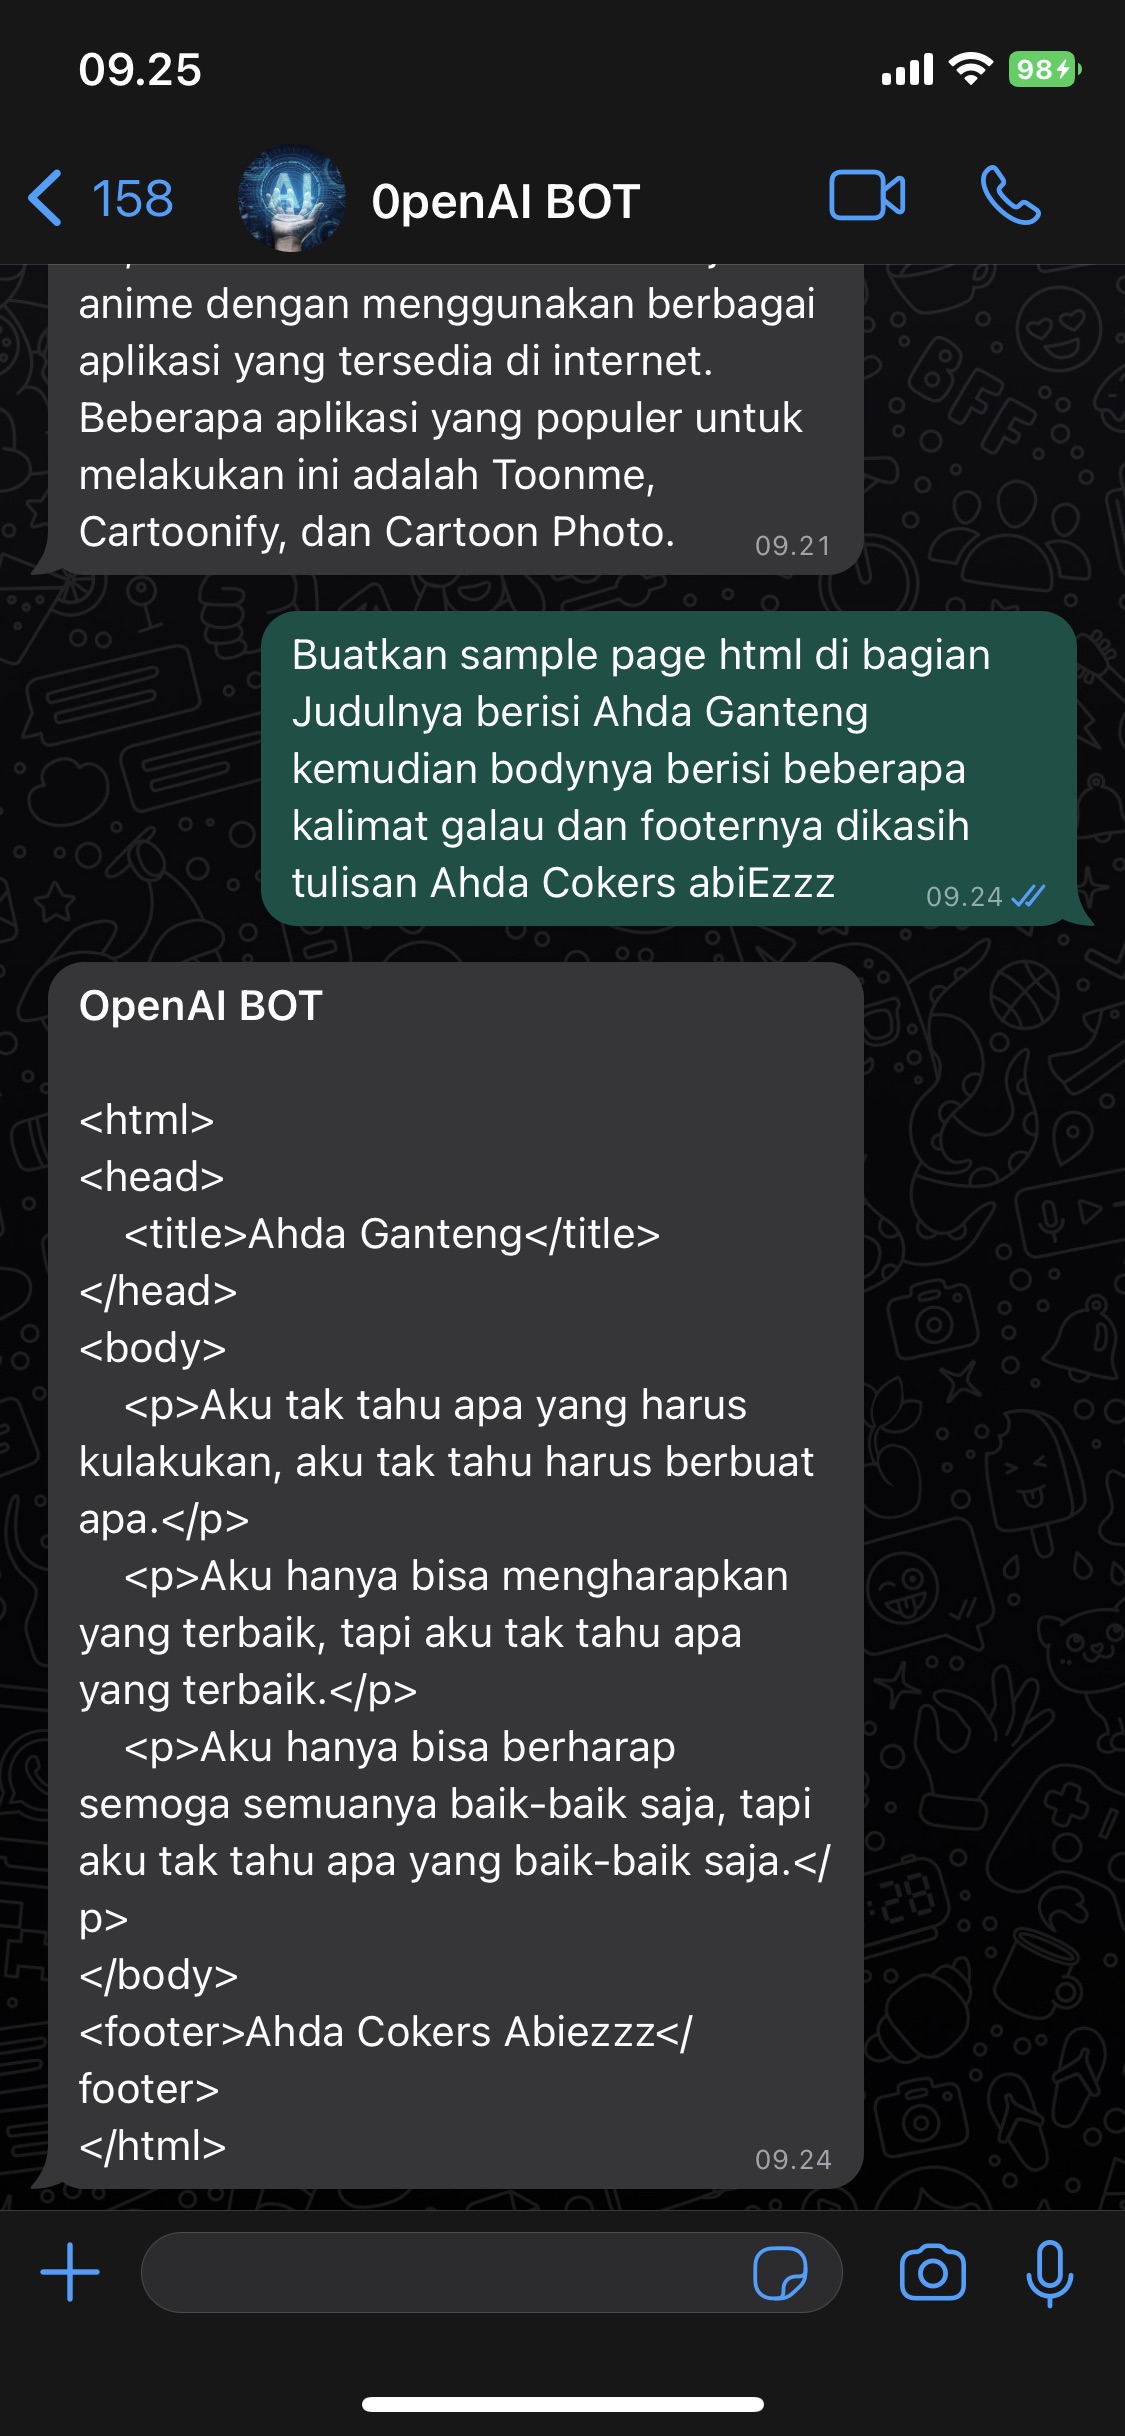 09.25
98
158
0penAI BOT
anime dengan menggunakan berbagai
aplikasi yang tersedia di internet.
Beberapa aplikasi yang populer untuk
melakukan ini adalah Toonme,
Cartoonify, dan Cartoon Photo.
09.21
Buatkan sample page html di bagian
Judulnya berisi Ahda Ganteng
kemudian bodynya berisi beberapa
kalimat galau dan footernya dikasih
tulisan Ahda Cokers abiEzzz
09.24
OpenAI BOT
<html>
<head>
    <title>Ahda Ganteng</title>
</head>
<body>
    <p>Aku tak tahu apa yang harus
kulakukan, aku tak tahu harus berbuat
apa.</p>
    <p>Aku hanya bisa mengharapkan
yang terbaik, tapi aku tak tahu apa
yang terbaik.</p>
    <p>Aku hanya bisa berharap
semoga semuanya baik-baik saja, tapi
aku tak tahu apa yang baik-baik saja.</
p>
</body>
<footer>Ahda Cokers Abiezzz</
footer>
</html>
09.24